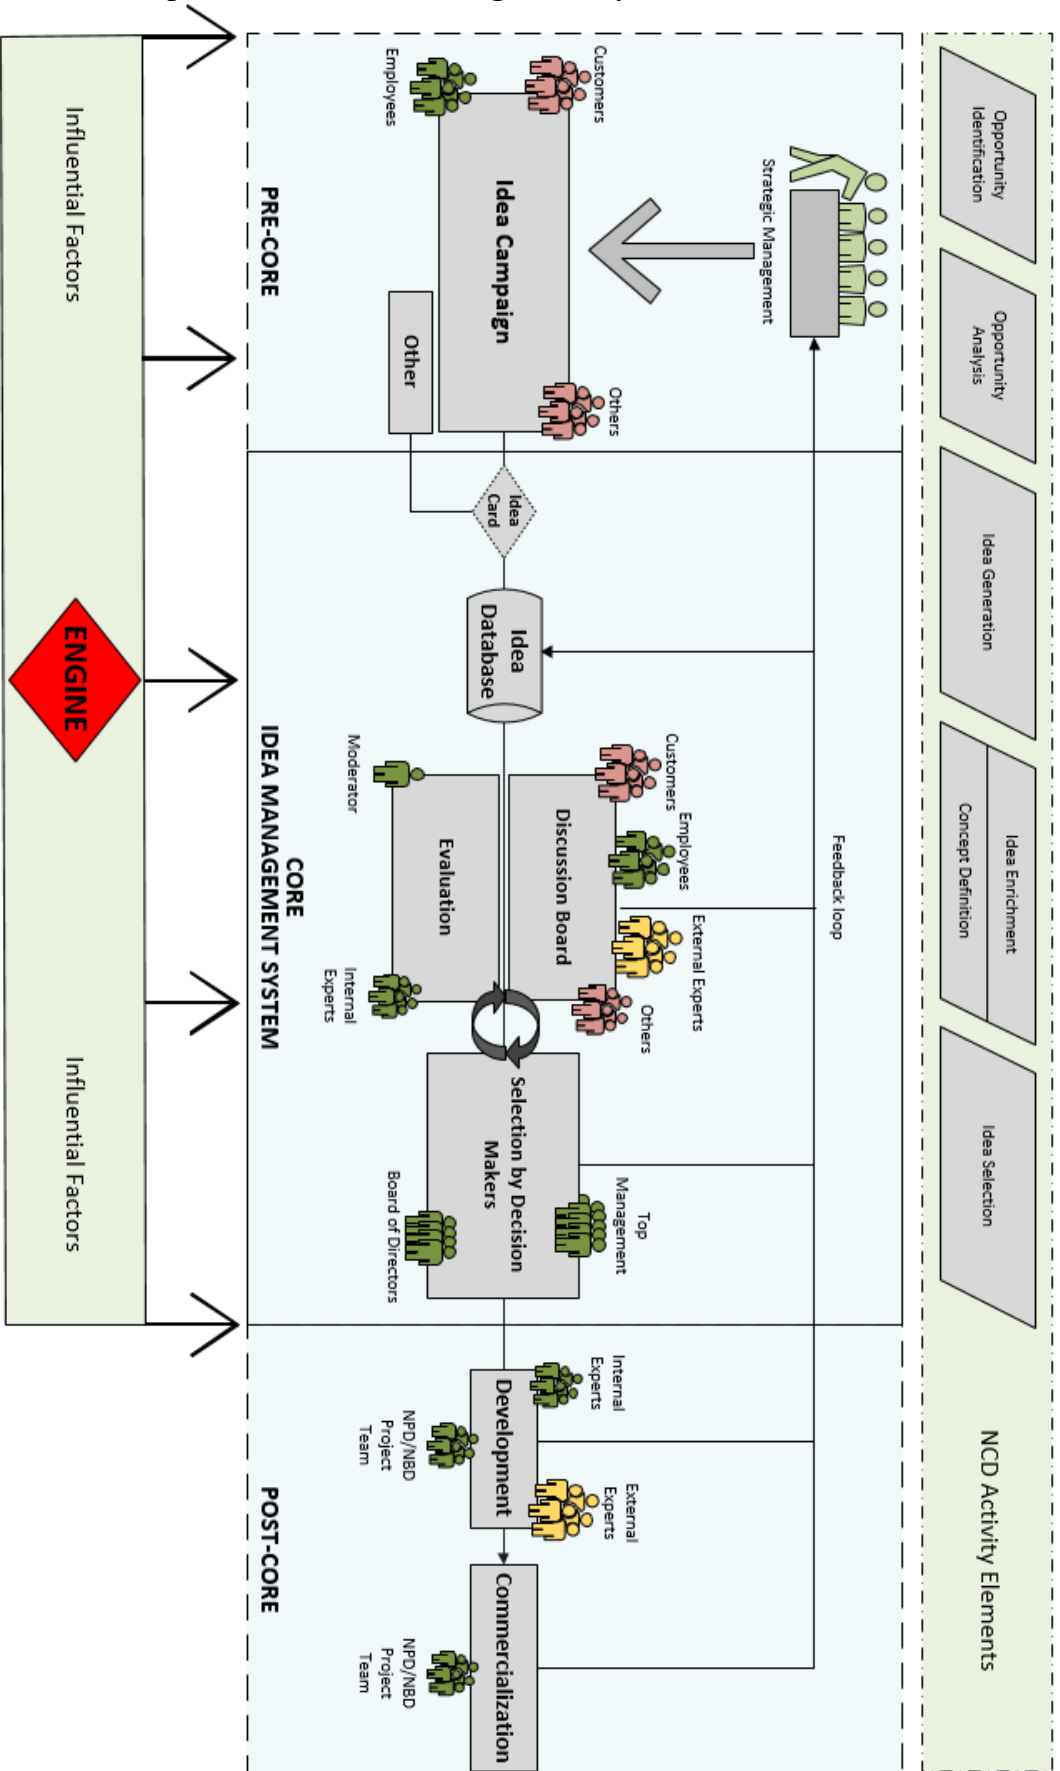 Opportunity
Identification
Opportunity
Analysis
Idea Generation
Idea Enrichment
Concept Definition
Idea Selection
NCD Activity Elements
Strategic Management
Feedback loop
Customers
Employees
Others
Idea Campaign
Other
PRE-CORE
Idea
Card
Idea
Database
Customers
Employees
External Experts
Others
Discussion Board
Evaluation
Moderator
Internal
Experts
Top
Management
Selection by Decision
Makers
Board of Directors
CORE
IDEA MANAGEMENT SYSTEM
Internal
Experts
External
Experts
Development
NPD/NBD
Project
Team
Commercialization
NPD/NBD
Project
Team
POST-CORE
Influential Factors
ENGINE
Influential Factors